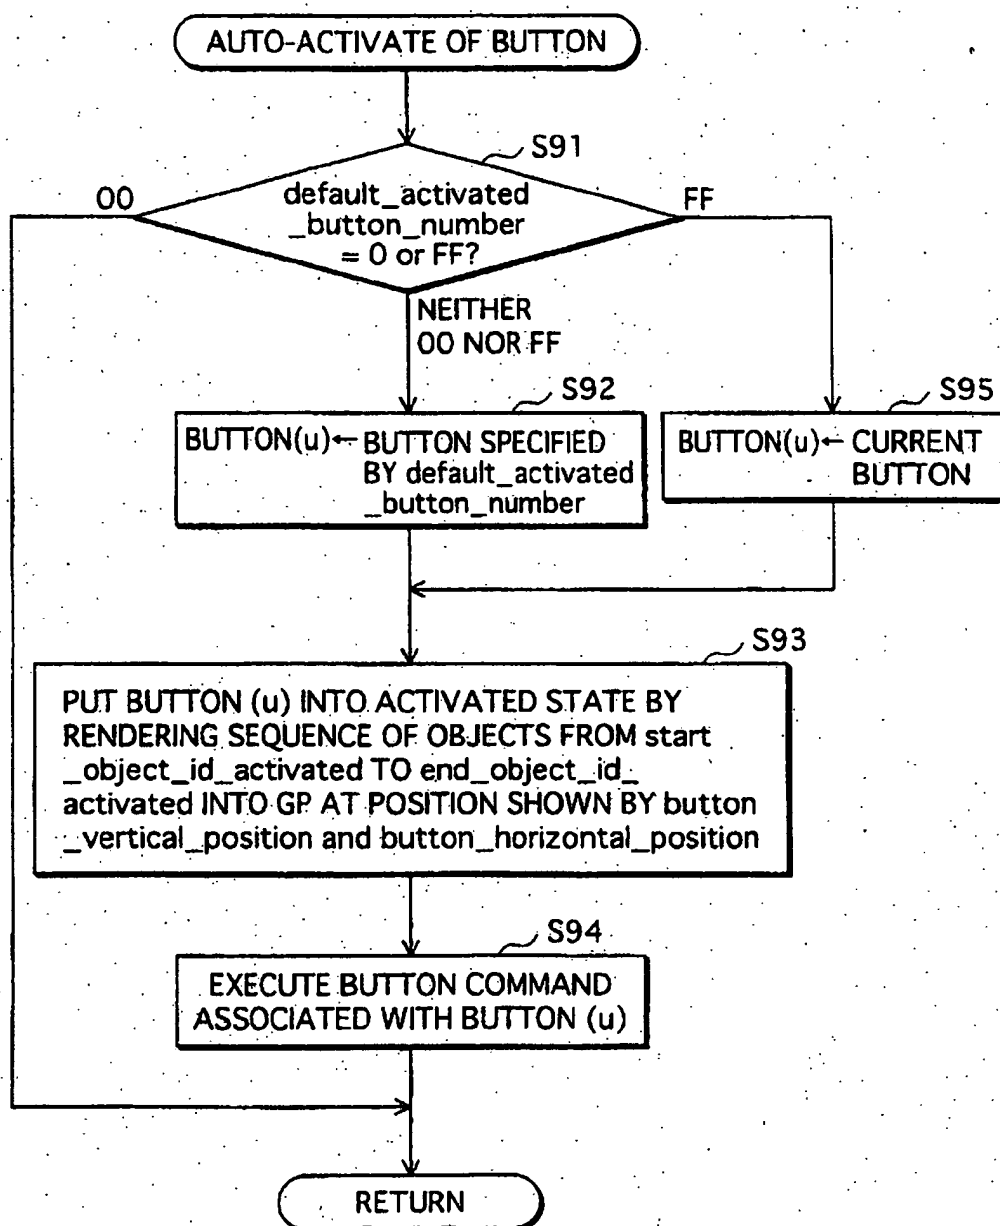 AUTO-ACTIVATE OF BUTTON
S91
00
default_activated
_button_number
= 0 or FF?
FF
NEITHER
00 NOR FF
S92
BUTTON(u)← BUTTON SPECIFIED
BY default_activated
_button_number
S95
BUTTON(u)← CURRENT
BUTTON
S93
PUT BUTTON (u) INTO ACTIVATED STATE BY
RENDERING SEQUENCE OF OBJECTS FROM start
_object_id_activated TO end_object_id_
activated INTO GP AT POSITION SHOWN BY button
_vertical_position and button_horizontal_position
S94
EXECUTE BUTTON COMMAND
ASSOCIATED WITH BUTTON (u)
RETURN